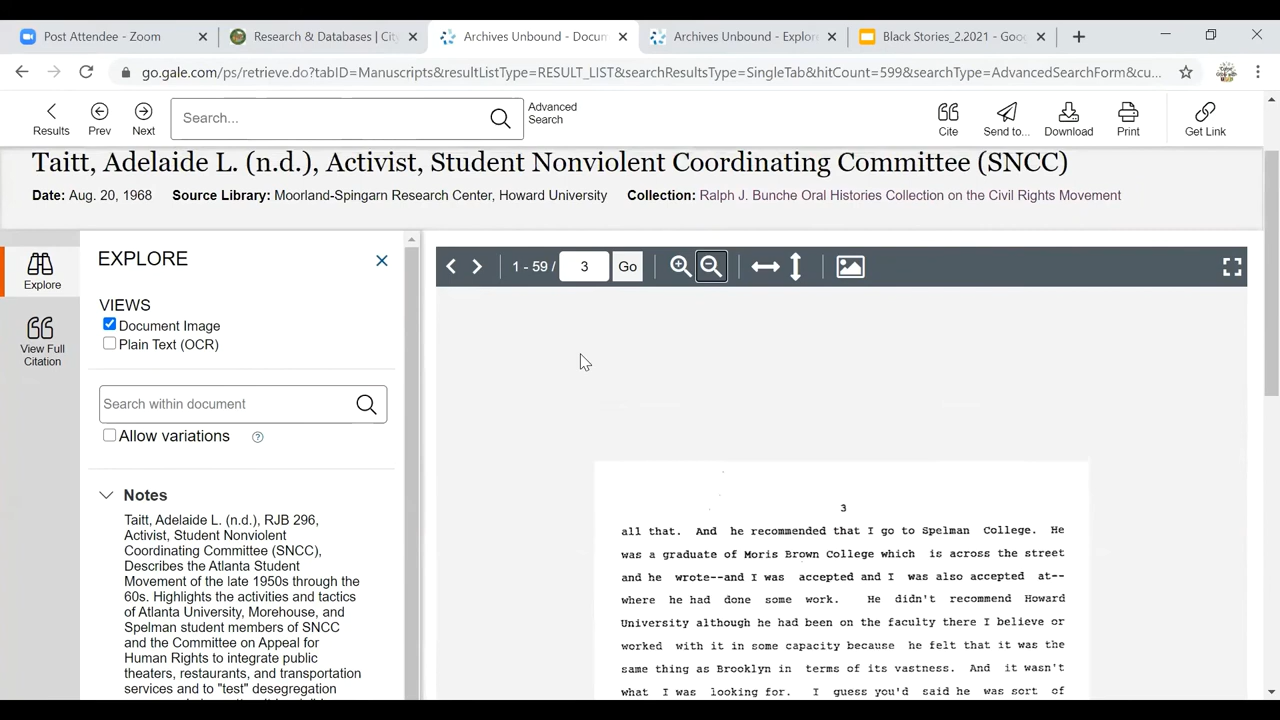 Post Attendee - Zoom
Research & Databases | City
Archives Unbound - Docum
Archives Unbound - Explor
Black Stories_2.2021 - Goog
go.gale.com/ps/retrieve.do?tabID=Manuscripts&resultListType=RESULT_LIST&searchResultsType=SingleTab&hitCount=599&searchType=AdvancedSearchForm&cu...
Results
Prev
Next
Search...
Advanced
Search
Cite
Send to...
Download
Print
Get Link
Taitt, Adelaide L. (n.d.), Activist, Student Nonviolent Coordinating Committee (SNCC)
Date: Aug. 20, 1968 Source Library: Moorland-Spingarn Research Center, Howard University Collection: Ralph J. Bunche Oral Histories Collection on the Civil Rights Movement
Explore
View Full
Citation
EXPLORE
VIEWS
Document Image
Plain Text (OCR)
Search within document
Allow variations
Notes
Taitt, Adelaide L. (n.d.), RJB 296,
Activist, Student Nonviolent
Coordinating Committee (SNCC),
Describes the Atlanta Student
Movement of the late 1950s through the
60s. Highlights the activities and tactics
of Atlanta University, Morehouse, and
Spelman student members of SNCC
and the Committee on Appeal for
Human Rights to integrate public
theaters, restaurants, and transportation
services and to "test" desegregation
1 - 59 / 3 Go
3
all that. And he recommended that I go to Spelman College. He
was a graduate of Moris Brown College which is across the street
and he wrote--and I was accepted and I was also accepted at--
where he had done some work. He didn't recommend Howard
University although he had been on the faculty there I believe or
worked with it in some capacity because he felt that it was the
same thing as Brooklyn in terms of its vastness. And it wasn't
what I was looking for. I guess you'd said he was sort of